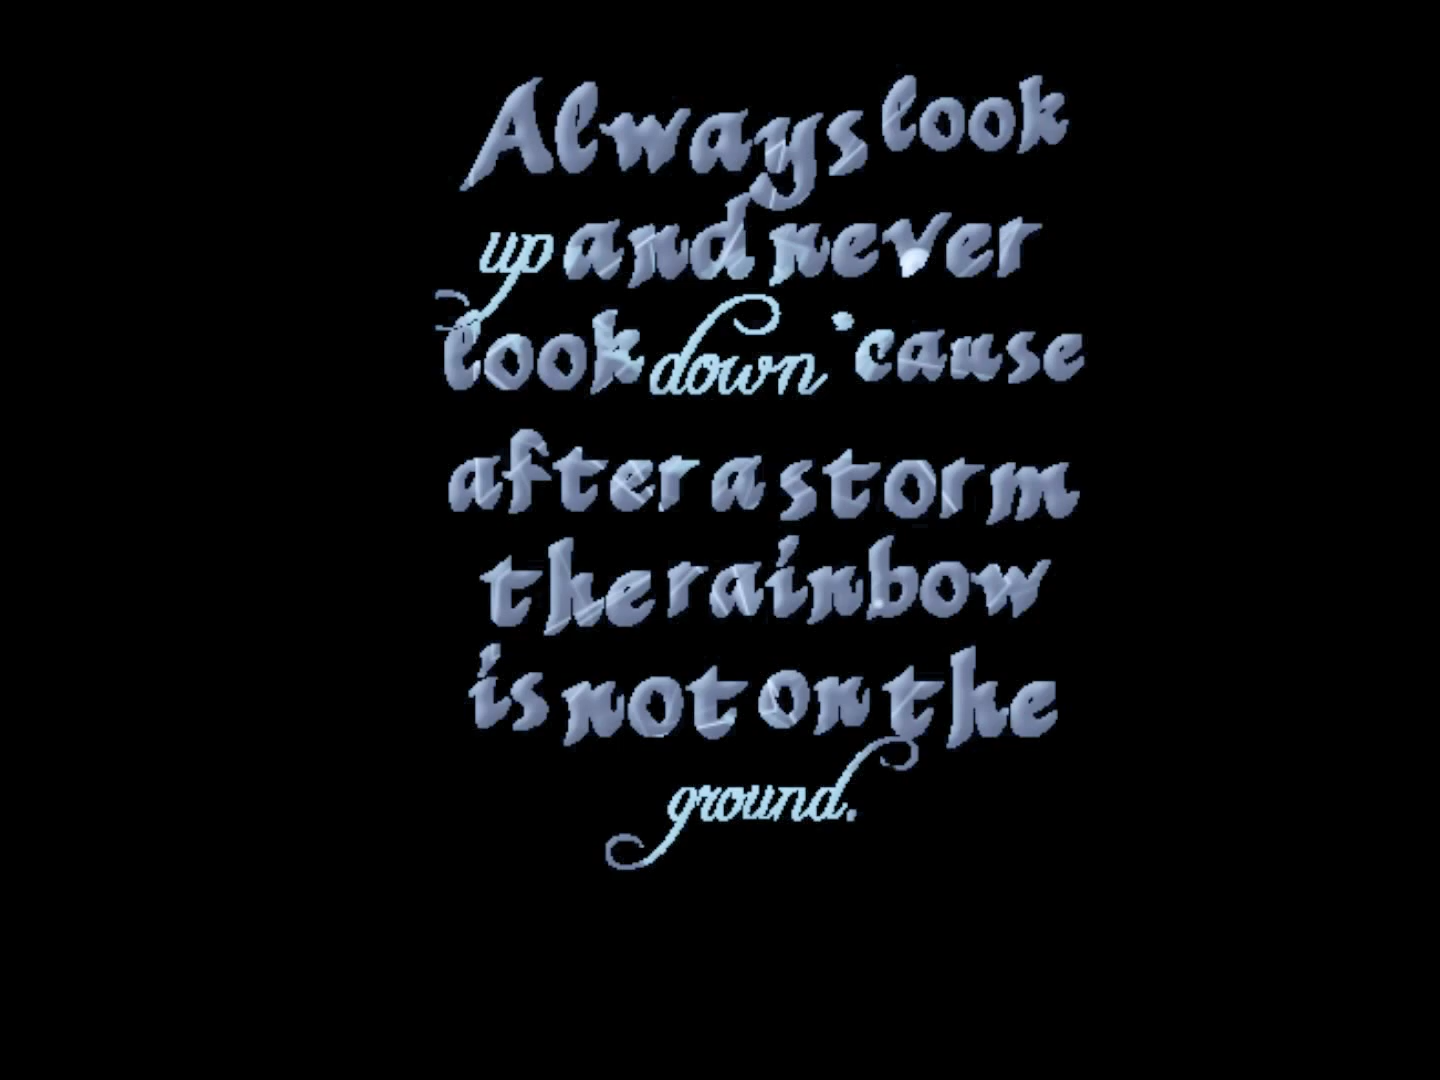 Always look
up and never
look down 'cause
after a storm
the rainbow
is not on the
ground.